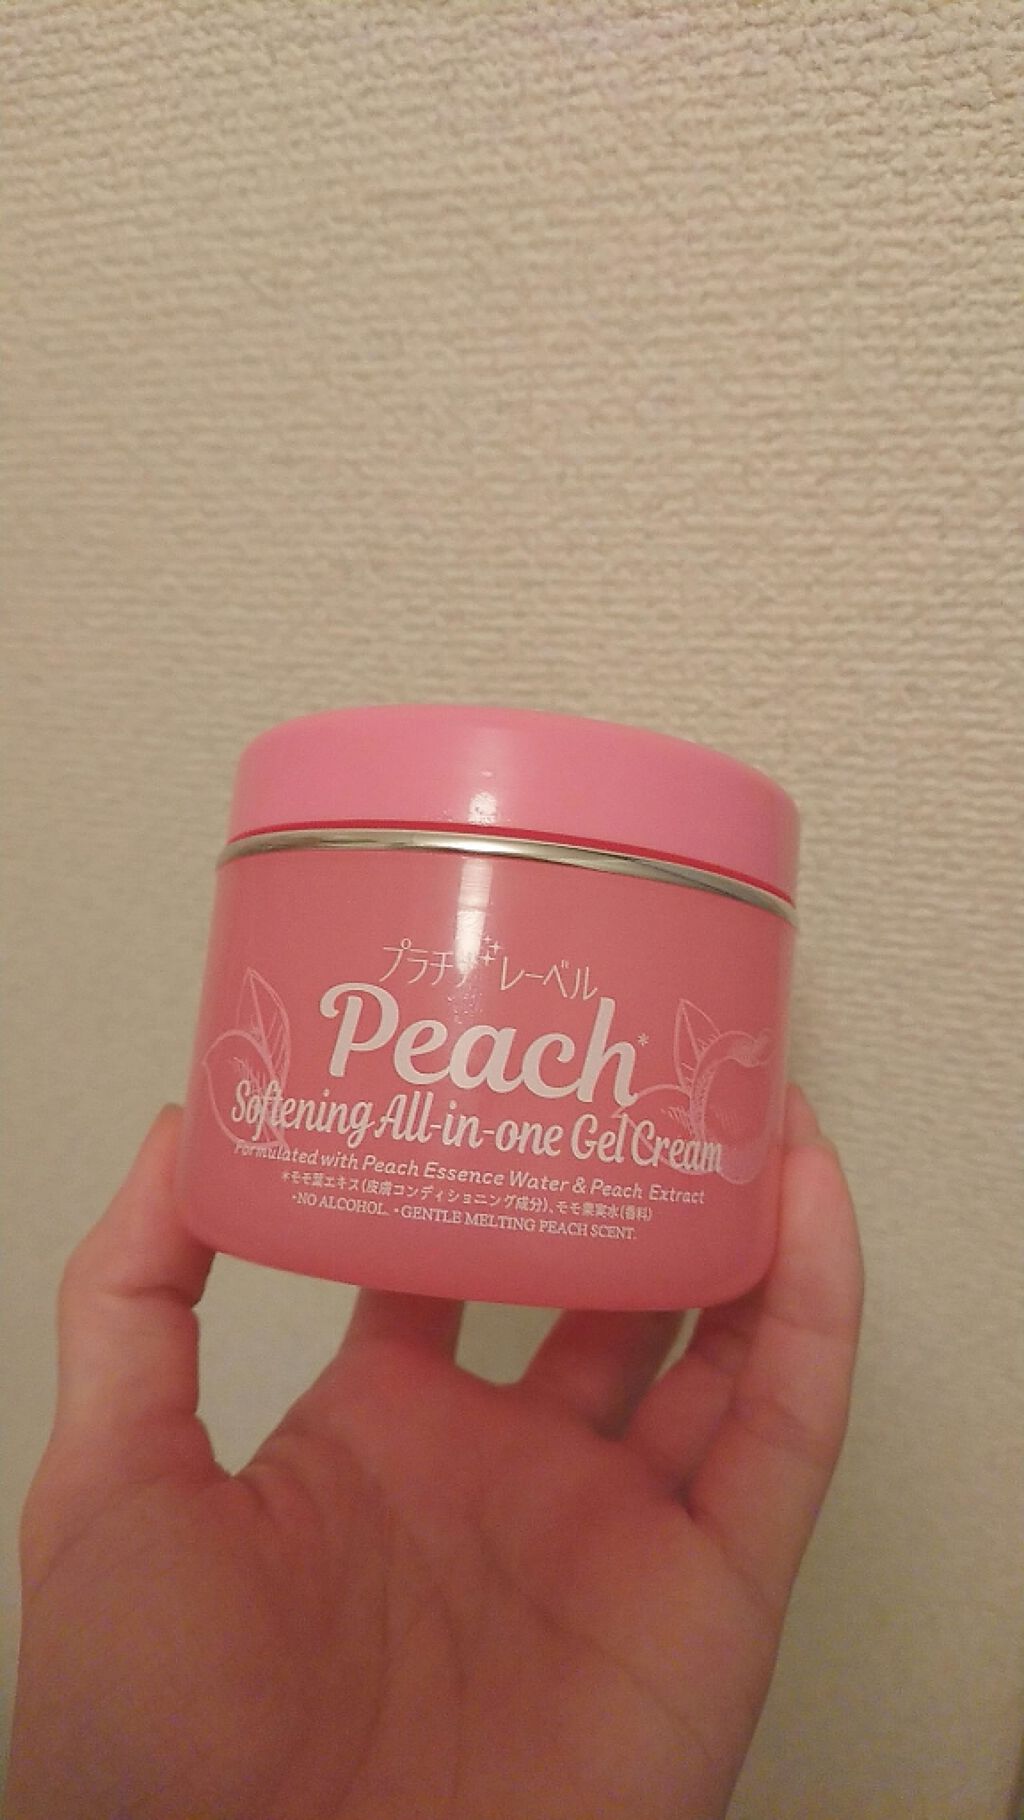 プラチナレーベル
Peach*
Softening All-in-one Gel Cream
Formulated with Peach Essence Water & Peach Extract
*モモ葉エキス(皮膚コンディショニング成分)、モモ果実水(香料)
・NO ALCOHOL. ・GENTLE MELTING PEACH SCENT.